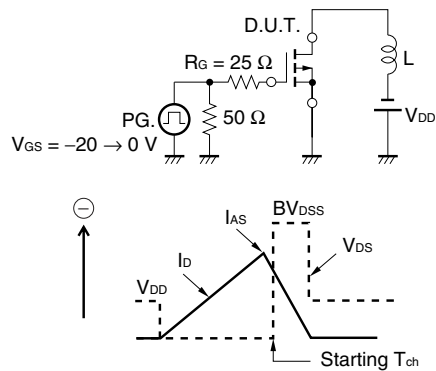 D.U.T.
RG = 25 Ω
L
PG.
50 Ω
VDD
VGS = −20 → 0 V
⊖
IAS
BVDSS
ID
VDS
VDD
Starting Tch